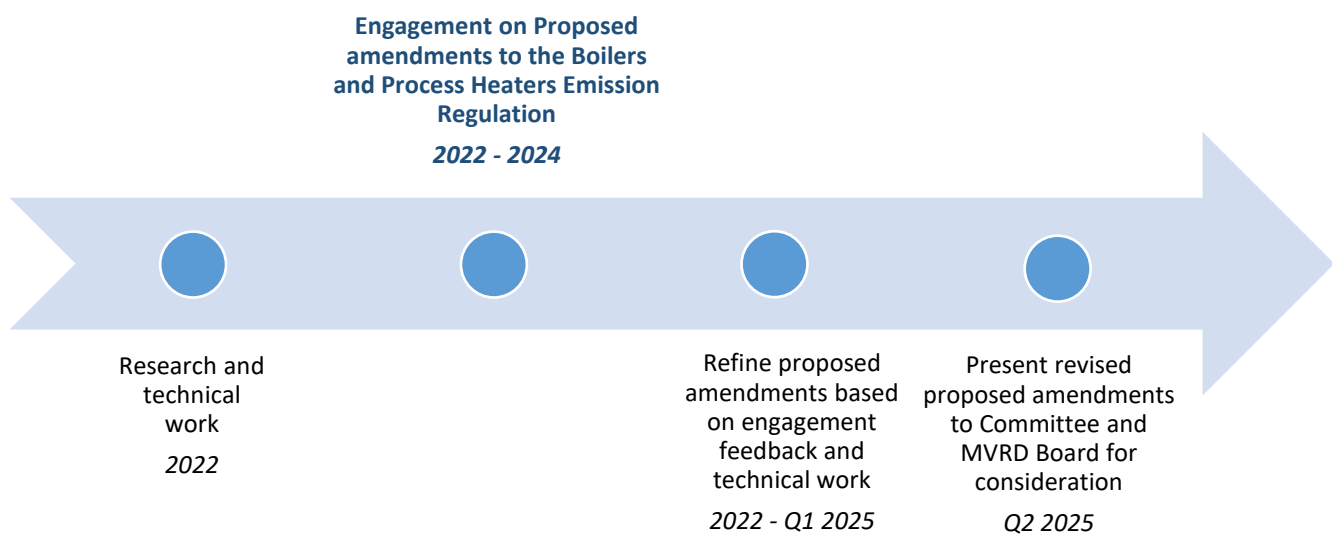 Engagement on Proposed
amendments to the Boilers
and Process Heaters Emission
Regulation
2022 - 2024
Research and
technical
work
2022
Refine proposed
amendments based
on engagement
feedback and
technical work
2022 - Q1 2025
Present revised
proposed amendments
to Committee and
MVRD Board for
consideration
Q2 2025